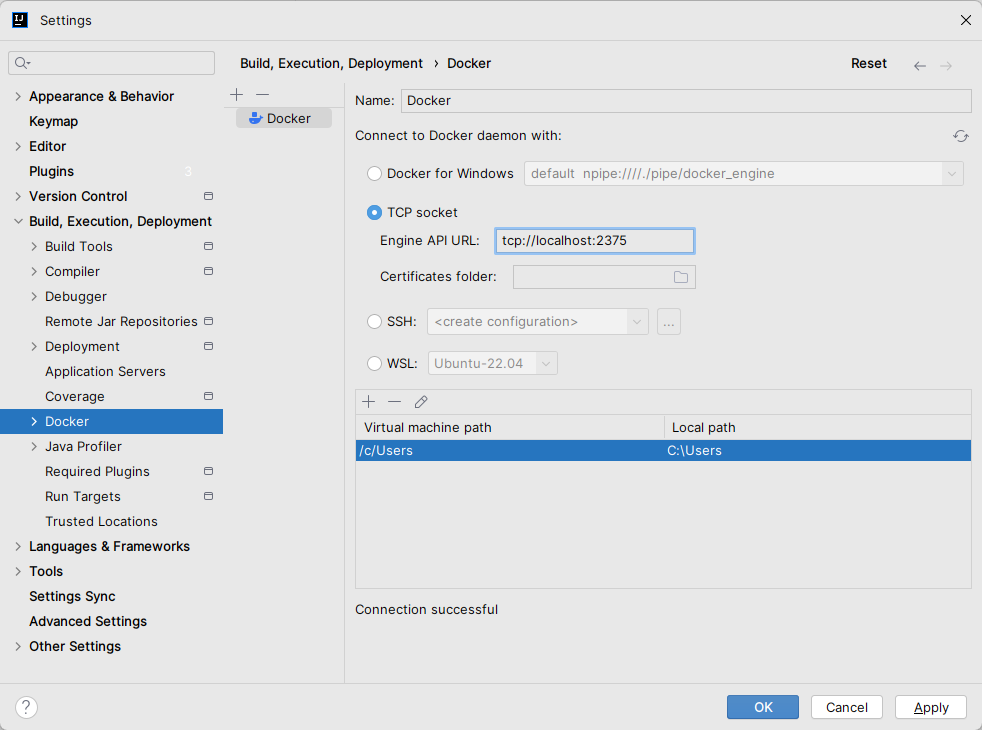 Settings
Build, Execution, Deployment › Docker
Reset
Appearance & Behavior
Keymap
Editor
Plugins 3
Version Control
Build, Execution, Deployment
Build Tools
Compiler
Debugger
Remote Jar Repositories
Deployment
Application Servers
Coverage
Docker
Java Profiler
Required Plugins
Run Targets
Trusted Locations
Languages & Frameworks
Tools
Settings Sync
Advanced Settings
Other Settings
Docker
Name: Docker
Connect to Docker daemon with:
Docker for Windows default npipe:////./pipe/docker_engine
TCP socket
Engine API URL: tcp://localhost:2375
Certificates folder:
SSH: <create configuration> ...
WSL: Ubuntu-22.04
Virtual machine path Local path
/c/Users C:\Users
Connection successful
? OK Cancel Apply